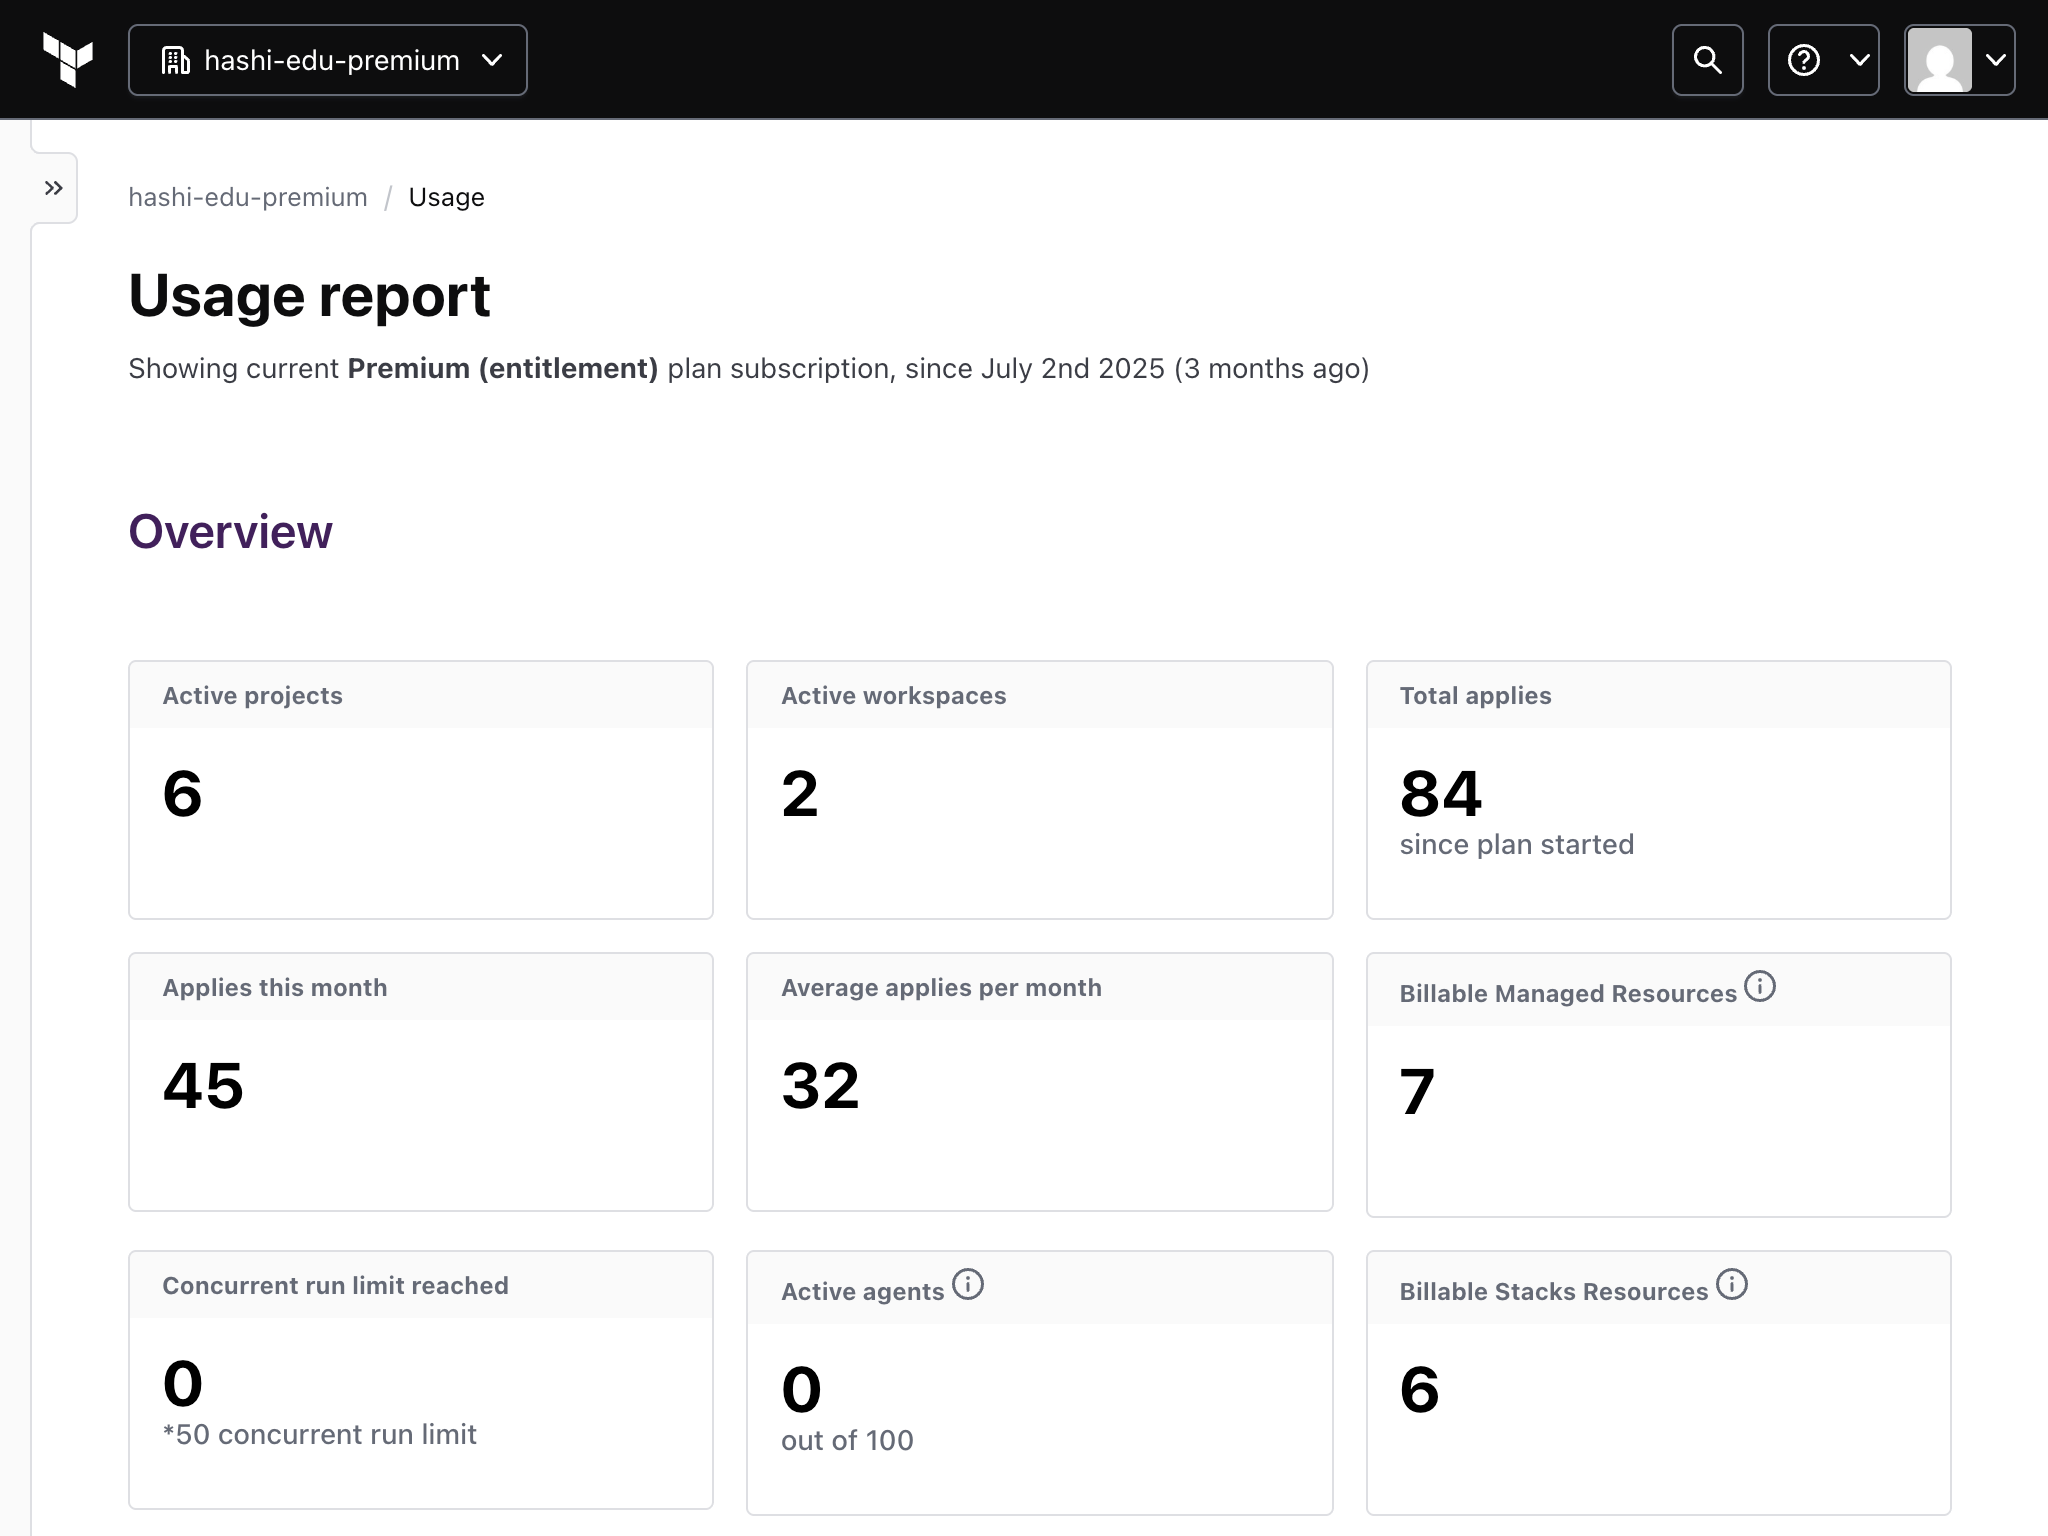 hashi-edu-premium
hashi-edu-premium / Usage
Usage report
Showing current Premium (entitlement) plan subscription, since July 2nd 2025 (3 months ago)
Overview
Active projects
6
Active workspaces
2
Total applies
84
since plan started
Applies this month
45
Average applies per month
32
Billable Managed Resources
7
Concurrent run limit reached
0
*50 concurrent run limit
Active agents
0
out of 100
Billable Stacks Resources
6